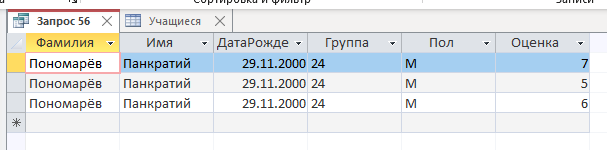 Сортировка и фильтр Записи
Запрос 56 Учащиеся
Фамилия Имя ДатаРожде Группа Пол Оценка
Пономарёв Панкратий 29.11.2000 24 М 7
Пономарёв Панкратий 29.11.2000 24 М 5
Пономарёв Панкратий 29.11.2000 24 М 6